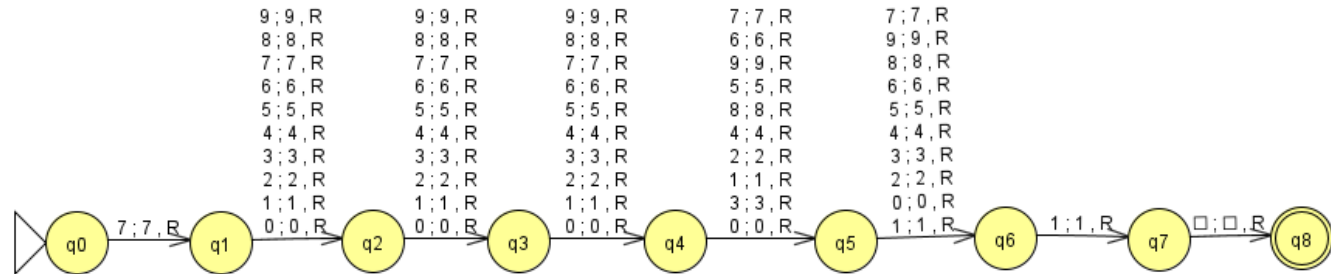 9 ; 9 , R 9 ; 9 , R 9 ; 9 , R 7 ; 7 , R 7 ; 7 , R
8 ; 8 , R 8 ; 8 , R 8 ; 8 , R 6 ; 6 , R 9 ; 9 , R
7 ; 7 , R 7 ; 7 , R 7 ; 7 , R 9 ; 9 , R 8 ; 8 , R
6 ; 6 , R 6 ; 6 , R 6 ; 6 , R 5 ; 5 , R 6 ; 6 , R
5 ; 5 , R 5 ; 5 , R 5 ; 5 , R 8 ; 8 , R 5 ; 5 , R
4 ; 4 , R 4 ; 4 , R 4 ; 4 , R 4 ; 4 , R 4 ; 4 , R
3 ; 3 , R 3 ; 3 , R 3 ; 3 , R 2 ; 2 , R 3 ; 3 , R
2 ; 2 , R 2 ; 2 , R 2 ; 2 , R 1 ; 1 , R 2 ; 2 , R
1 ; 1 , R 1 ; 1 , R 1 ; 1 , R 3 ; 3 , R 0 ; 0 , R
7 ; 7 , R 0 ; 0 , R 0 ; 0 , R 0 ; 0 , R 0 ; 0 , R 1 ; 1 , R 1 ; 1 , R □ ; □ , R
q0 q1 q2 q3 q4 q5 q6 q7 q8